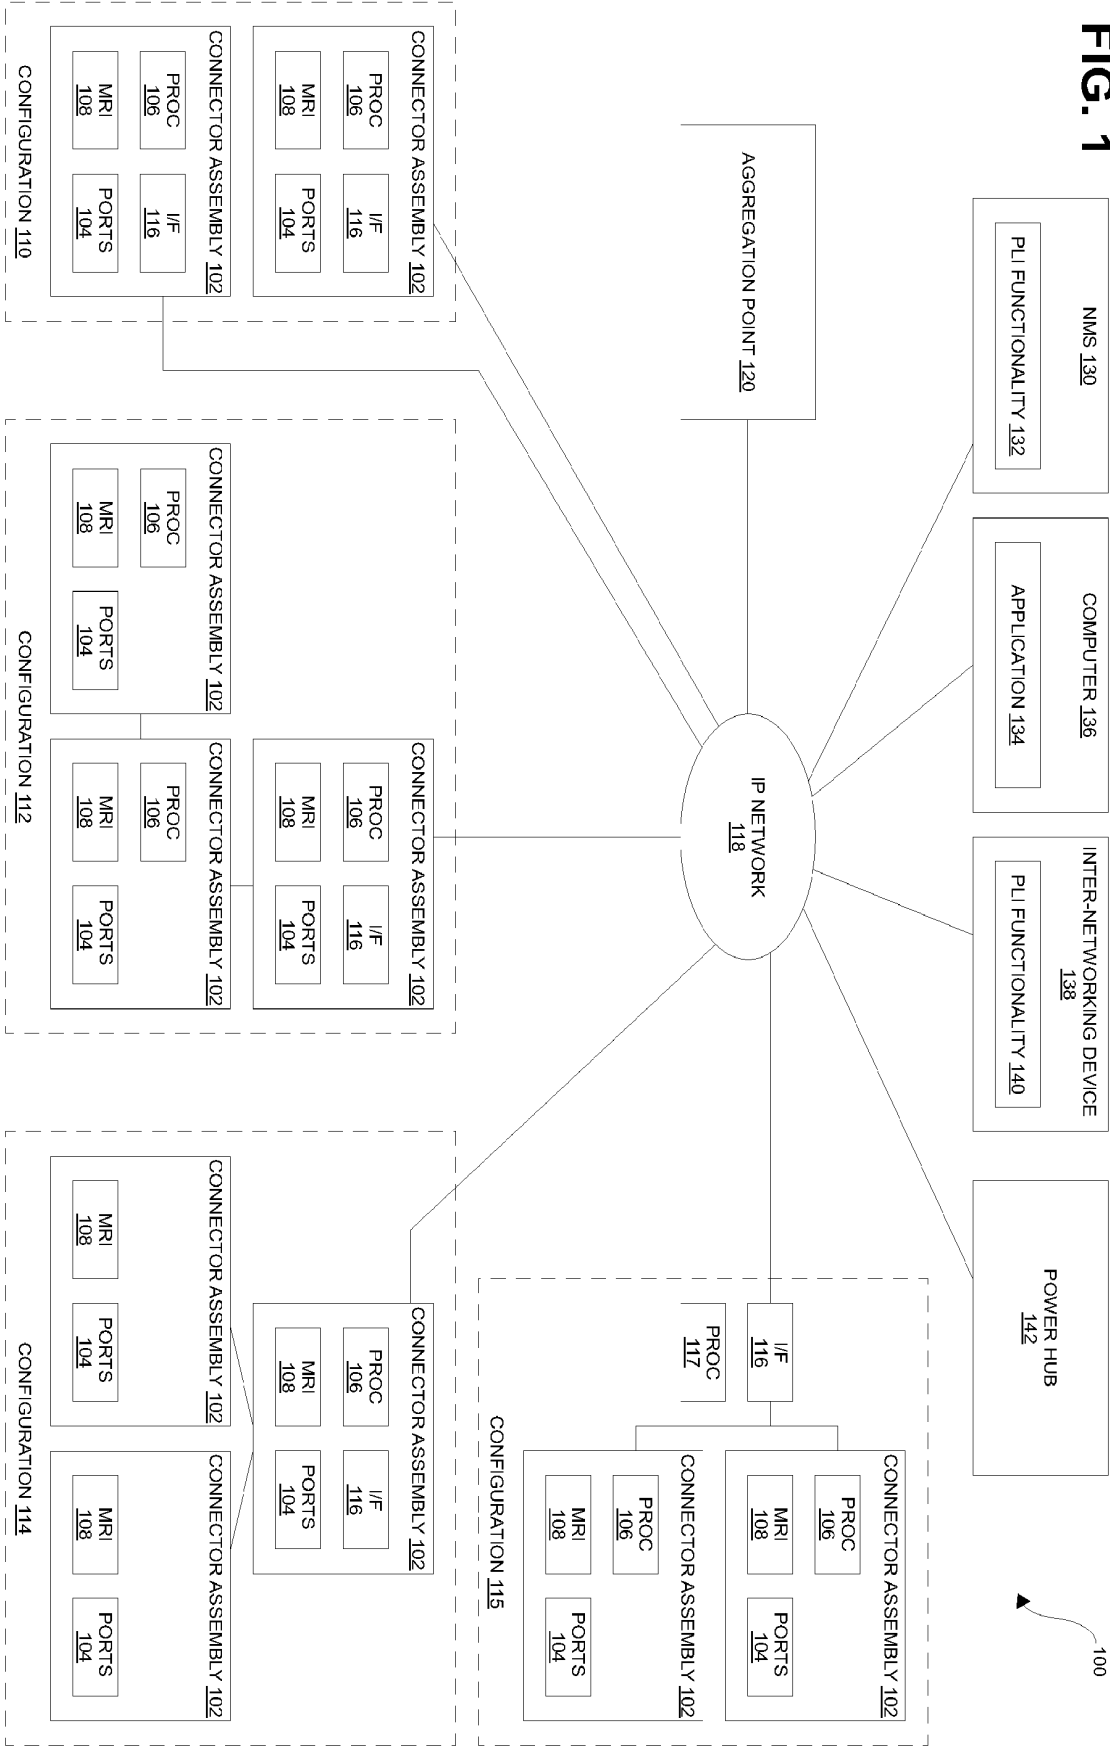 FIG. 1
100
NMS 130
PLI FUNCTIONALITY 132
COMPUTER 136
APPLICATION 134
INTER-NETWORKING DEVICE
138
PLI FUNCTIONALITY 140
POWER HUB
142
AGGREGATION POINT 120
IP NETWORK
118
I/F
116
PROC
117
CONNECTOR ASSEMBLY 102
PROC
106
MRI
108
PORTS
104
CONNECTOR ASSEMBLY 102
PROC
106
MRI
108
PORTS
104
CONFIGURATION 115
CONNECTOR ASSEMBLY 102
PROC
106
I/F
116
MRI
108
PORTS
104
CONNECTOR ASSEMBLY 102
PROC
106
I/F
116
MRI
108
PORTS
104
CONFIGURATION 110
CONNECTOR ASSEMBLY 102
PROC
106
I/F
116
MRI
108
PORTS
104
CONNECTOR ASSEMBLY 102
PROC
106
MRI
108
PORTS
104
CONNECTOR ASSEMBLY 102
PROC
106
MRI
108
PORTS
104
CONFIGURATION 112
CONNECTOR ASSEMBLY 102
PROC
106
I/F
116
MRI
108
PORTS
104
CONNECTOR ASSEMBLY 102
MRI
108
PORTS
104
CONNECTOR ASSEMBLY 102
MRI
108
PORTS
104
CONFIGURATION 114